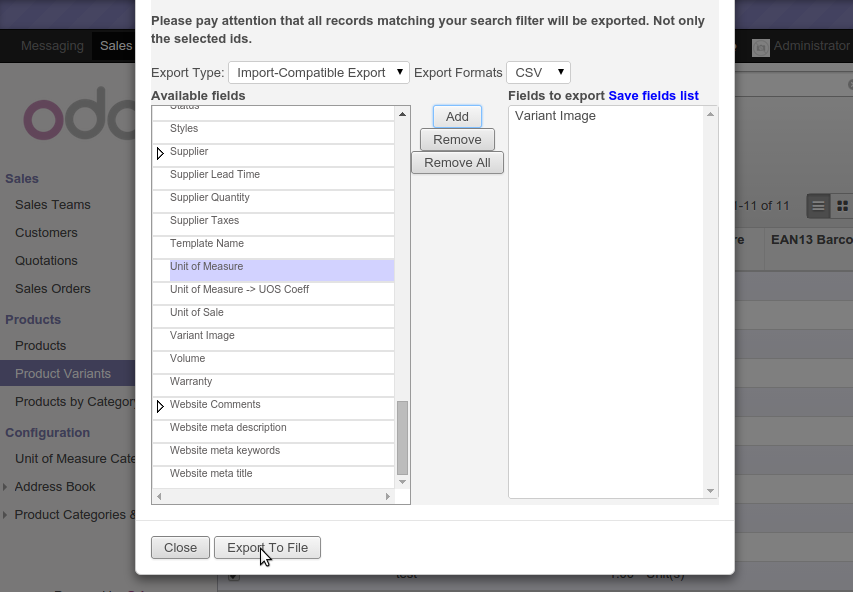 Please pay attention that all records matching your search filter will be exported. Not only
the selected ids.
Messaging Sales Administrator
Export Type: Import-Compatible Export Export Formats CSV
Available fields
Fields to export Save fields list
Status
Styles
Supplier
Supplier Lead Time
Supplier Quantity
Supplier Taxes
Template Name
Unit of Measure
Unit of Measure -> UOS Coeff
Unit of Sale
Variant Image
Volume
Warranty
Website Comments
Website meta description
Website meta keywords
Website meta title
Add
Remove
Remove All
Variant Image
Close
Export To File
odo
Sales
Sales Teams
Customers
Quotations
Sales Orders
Products
Products
Product Variants
Products by Categor
Configuration
Unit of Measure Cate
Address Book
Product Categories &
1-11 of 11
re EAN13 Barco
test Unit(s)